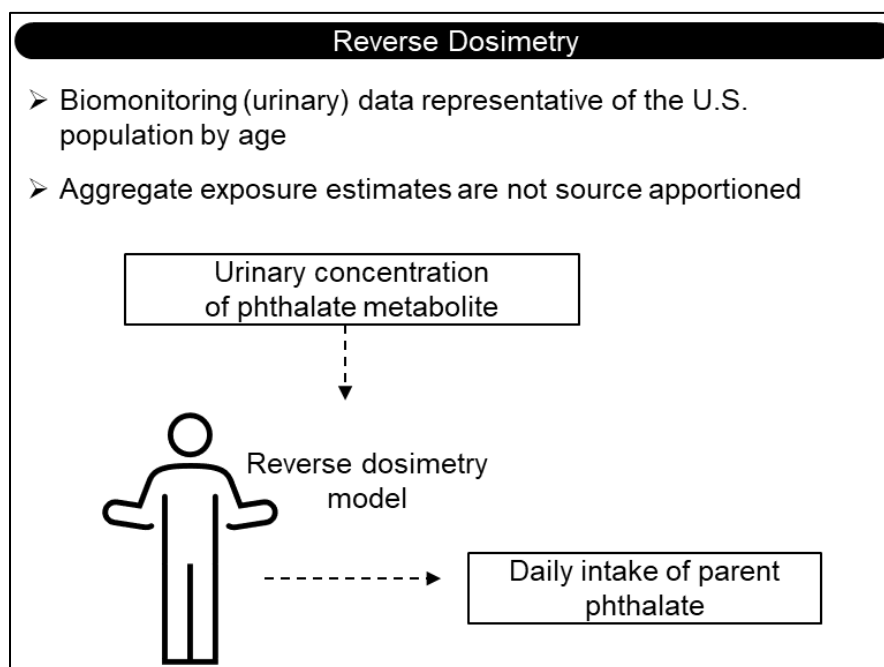 Reverse Dosimetry
➢ Biomonitoring (urinary) data representative of the U.S.
population by age
➢ Aggregate exposure estimates are not source apportioned
Urinary concentration
of phthalate metabolite
Reverse dosimetry
model
Daily intake of parent
phthalate